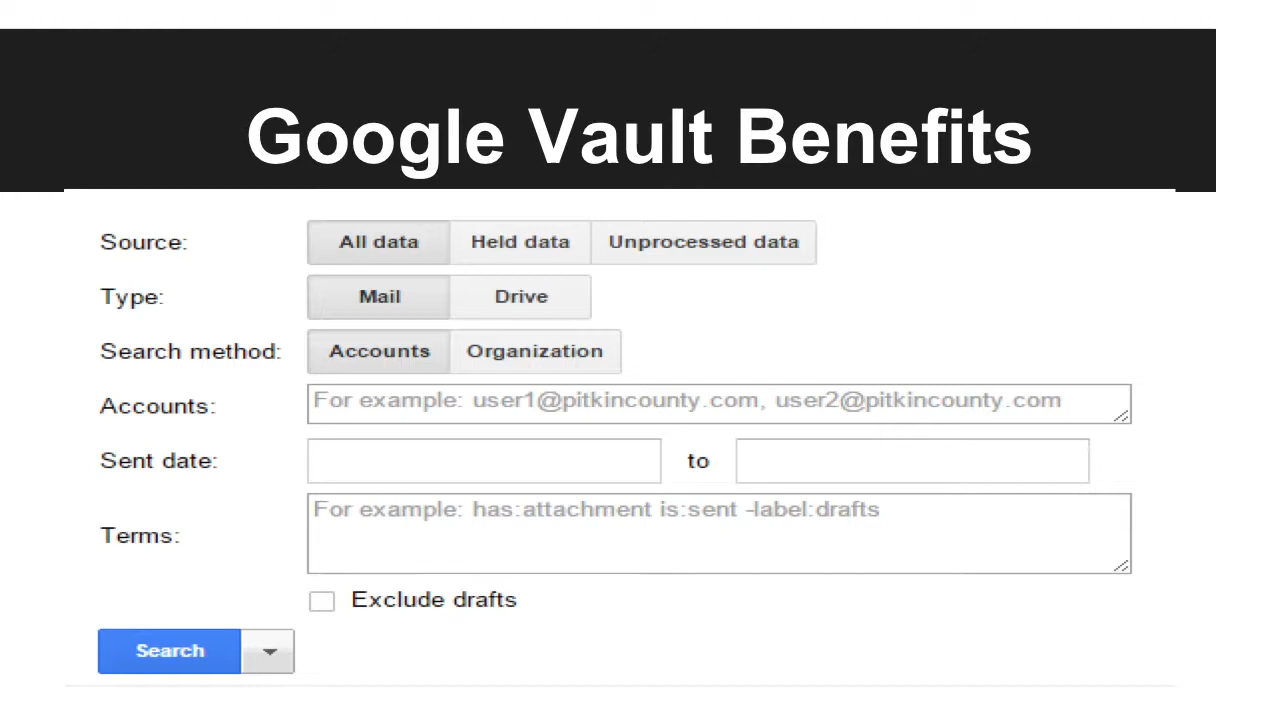 Google Vault Benefits
Source: All data Held data Unprocessed data
Type: Mail Drive
Search method: Accounts Organization
Accounts: For example: user1@pitkincounty.com, user2@pitkincounty.com
Sent date: to
Terms: For example: has:attachment is:sent -label:drafts
Exclude drafts
Search